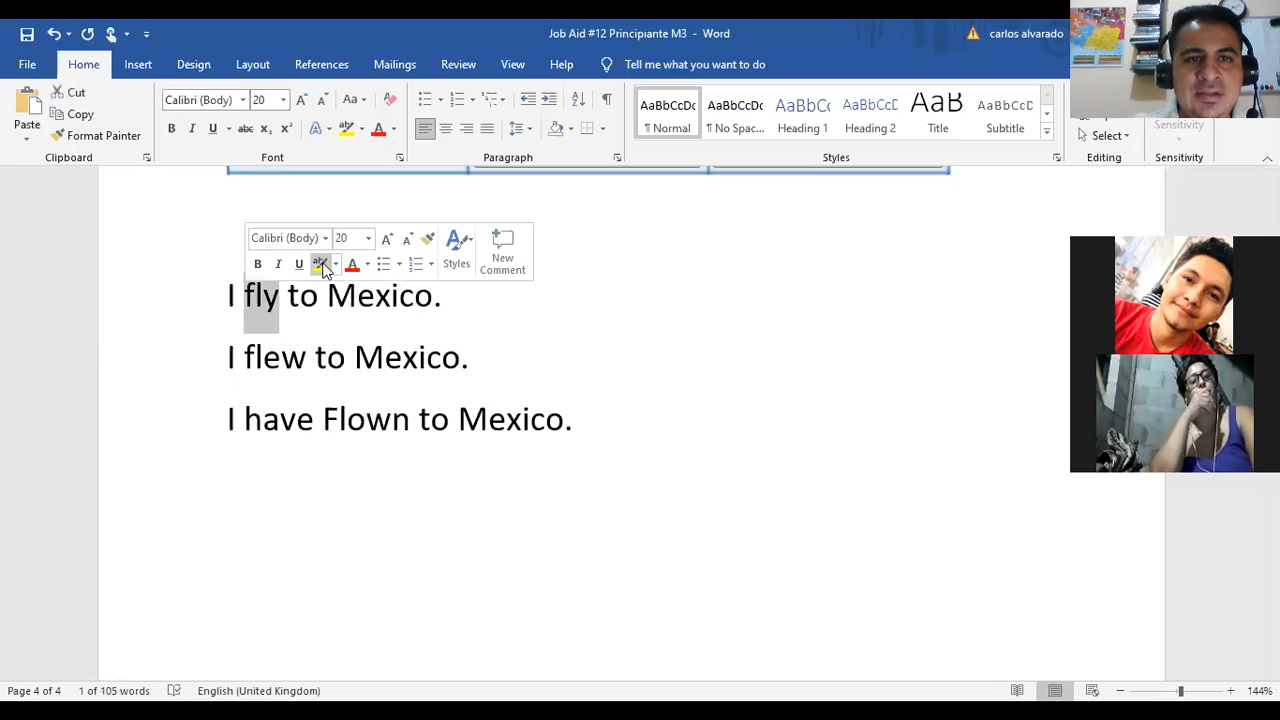 Job Aid #12 Principiante M3 - Word
carlos alvarado
File Home Insert Design Layout References Mailings Review View Help Tell me what you want to do
Paste
Cut
Copy
Format Painter
Calibri (Body) 20
AaBbCcDc AaBbCcDc AaBbCc AaBbCcD AaB AaBbCcD
¶ Normal ¶ No Spac... Heading 1 Heading 2 Title Subtitle
Select
Sensitivity
Clipboard Font Paragraph Styles Editing Sensitivity
Calibri (Body) 20
Styles
New Comment
I fly to Mexico.
I flew to Mexico.
I have Flown to Mexico.
Page 4 of 4 1 of 105 words English (United Kingdom) 144%